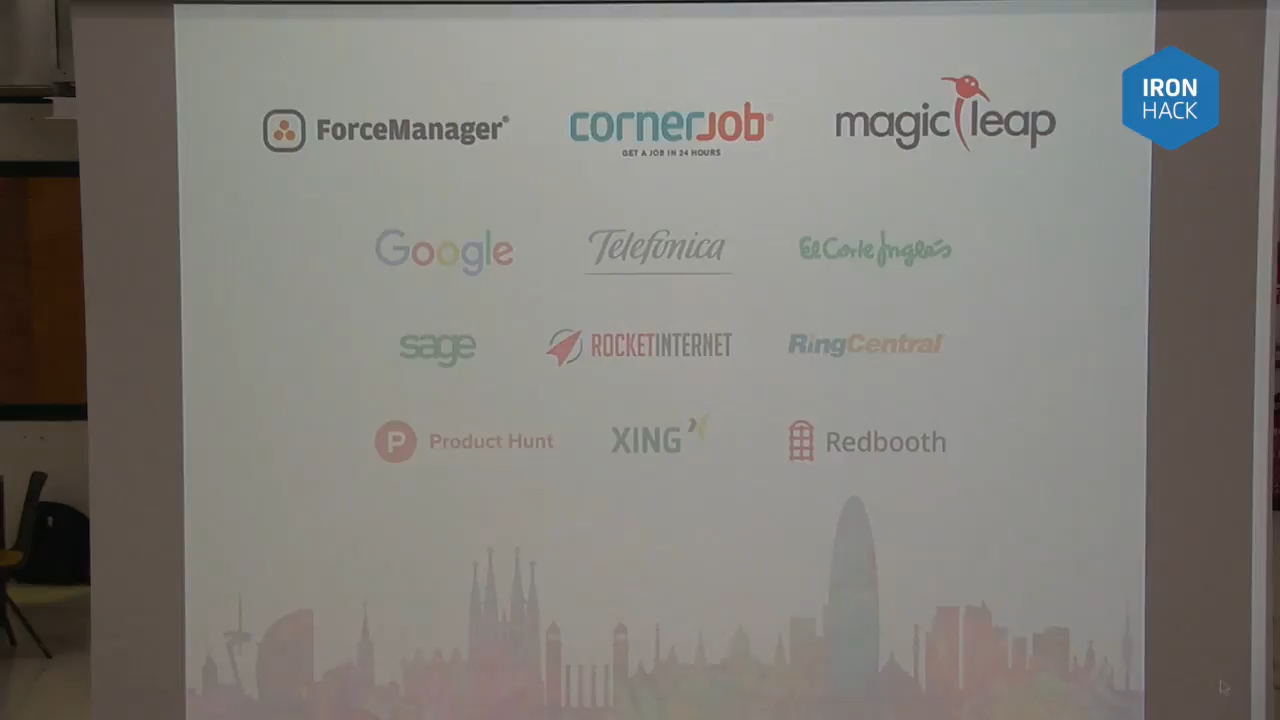 IRON
HACK
ForceManager®
cornerJob®
GET A JOB IN 24 HOURS
magic leap
Google
Telefónica
El Corte Inglés
sage
ROCKETINTERNET
RingCentral
P Product Hunt
XING
Redbooth